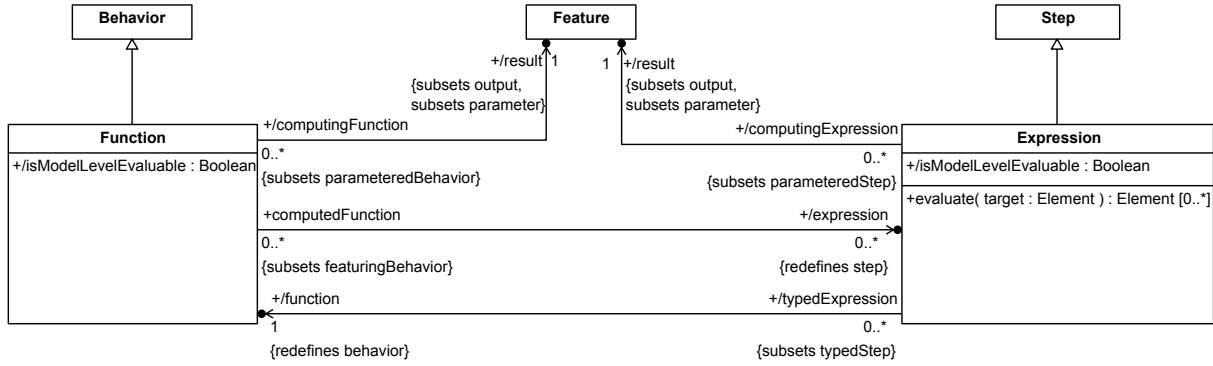 Behavior
Feature
Step
+/result
1
1
+/result
{subsets output,
subsets parameter}
{subsets output,
subsets parameter}
Function
+/isModelLevelEvaluable : Boolean
+/computingFunction
0..*
{subsets parameteredBehavior}
+/computingExpression
0..*
{subsets parameteredStep}
Expression
+/isModelLevelEvaluable : Boolean
+evaluate( target : Element ) : Element [0..*]
+computedFunction
0..*
{subsets featuringBehavior}
+/expression
0..*
{redefines step}
+/function
1
{redefines behavior}
+/typedExpression
0..*
{subsets typedStep}